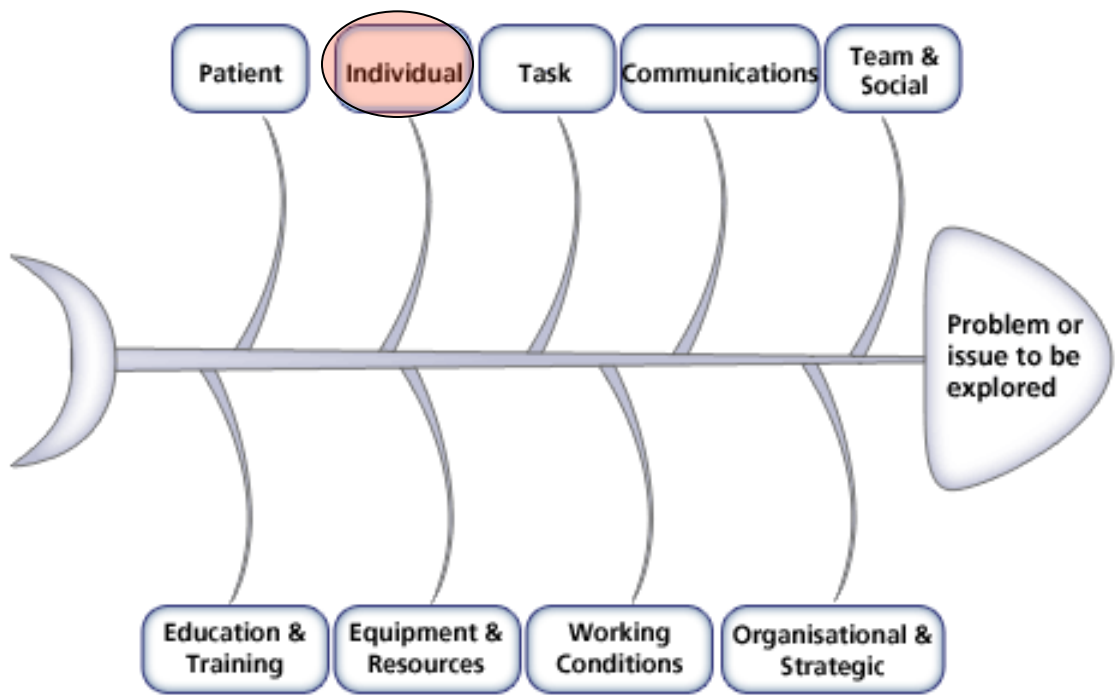 Patient
Individual
Task
Communications
Team &
Social
Problem or
issue to be
explored
Education &
Training
Equipment &
Resources
Working
Conditions
Organisational &
Strategic